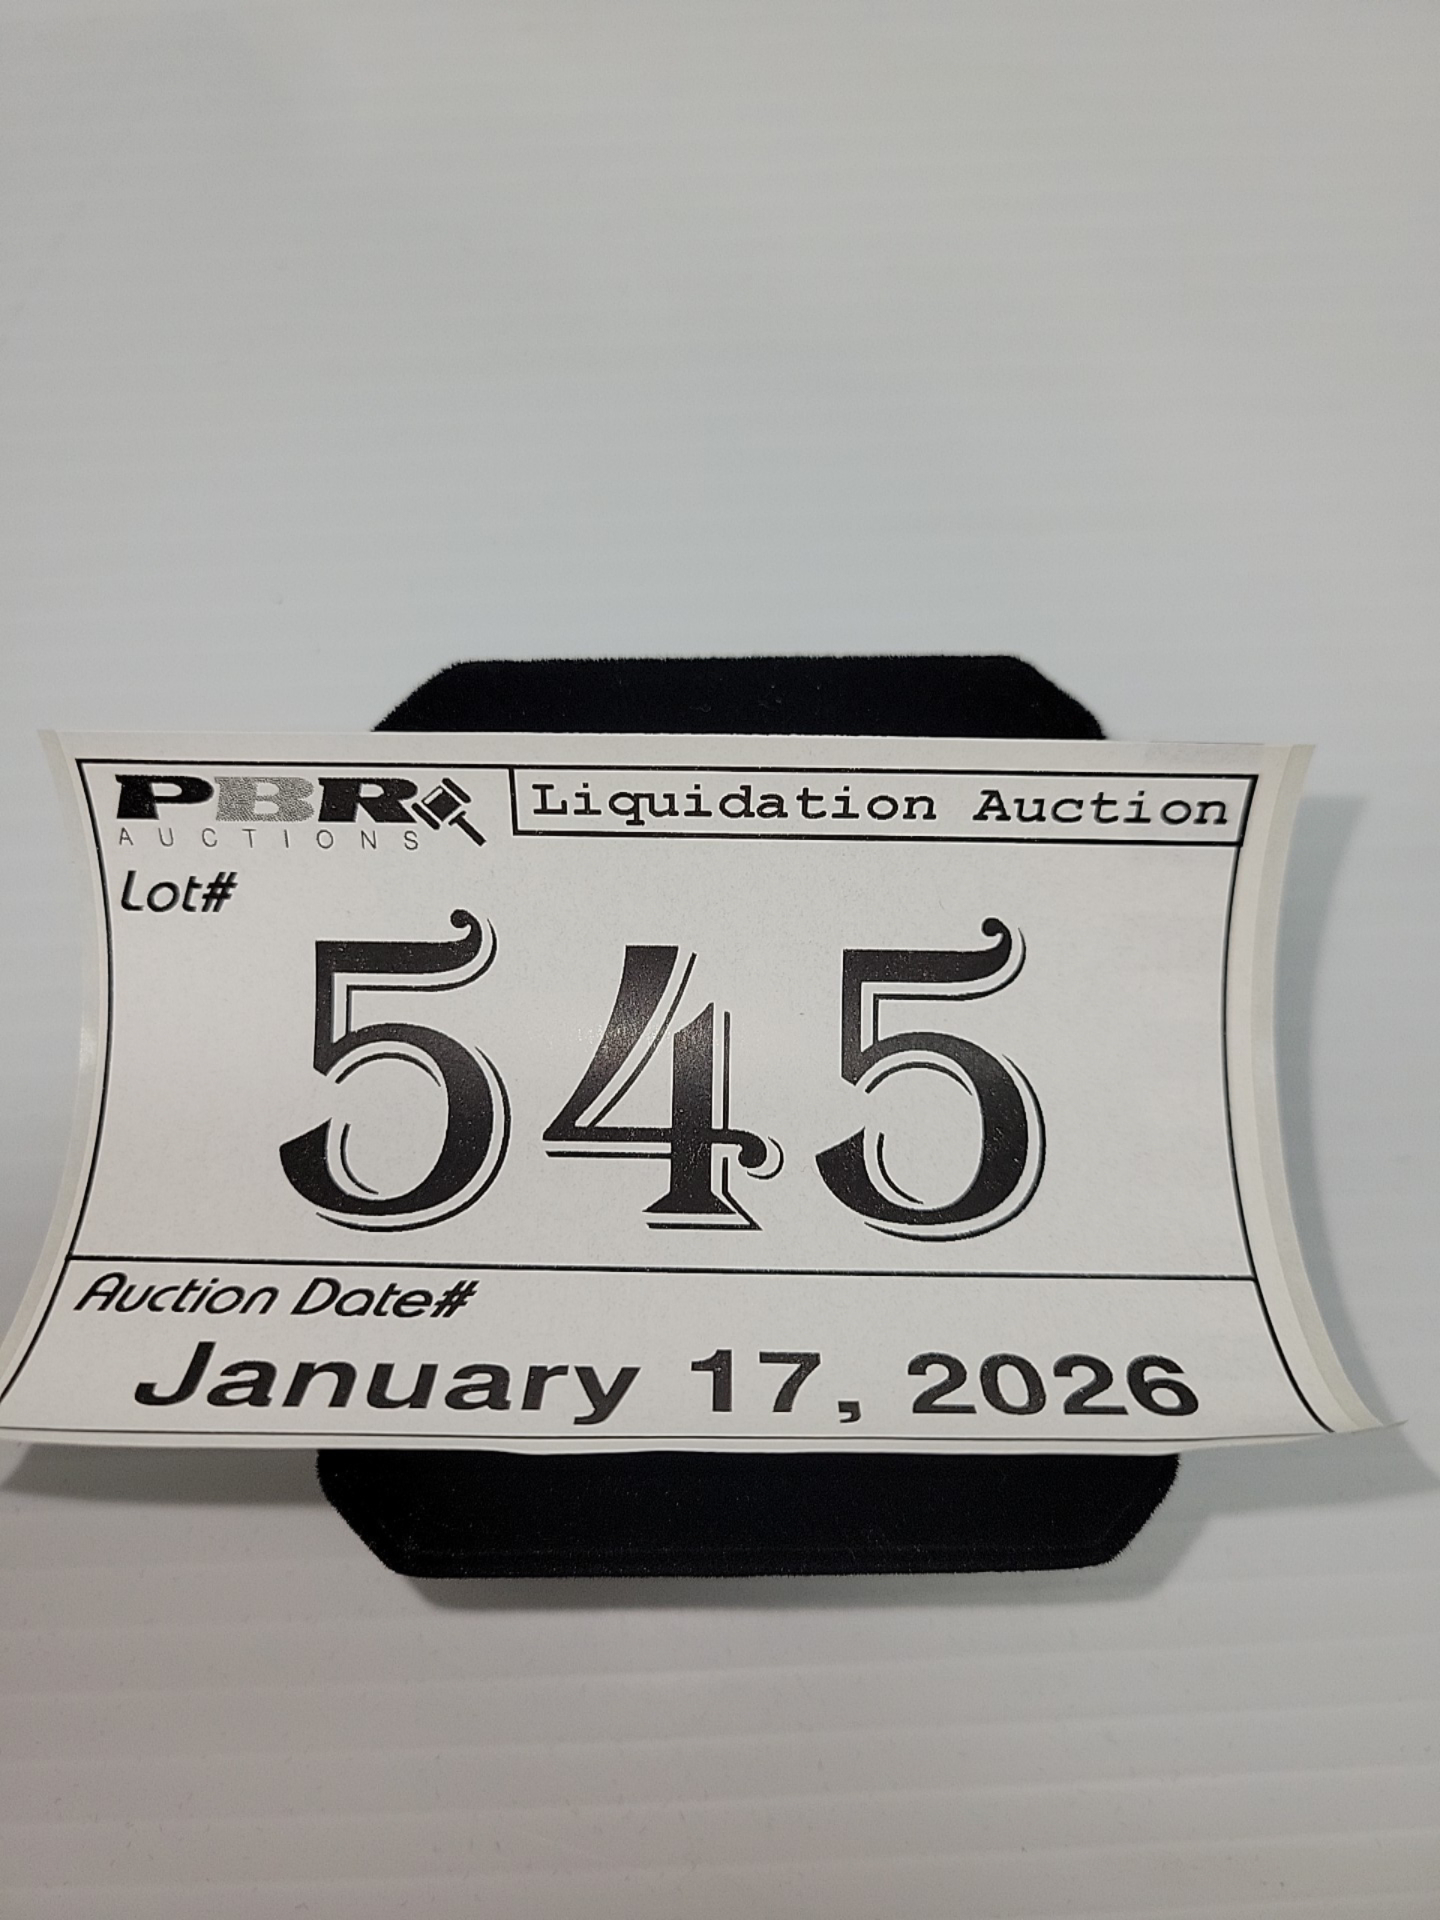 PBR
AUCTIONS
Liquidation Auction
Lot#
545
Auction Date#
January 17, 2026